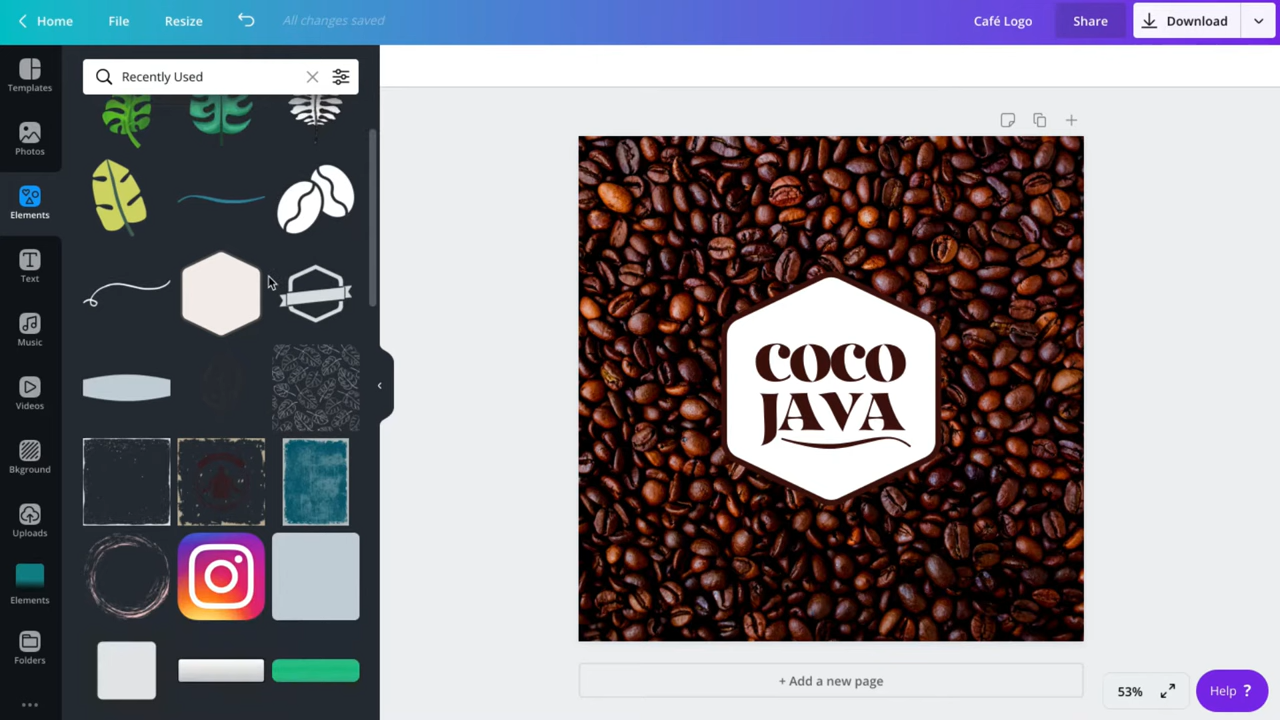 Home
File
Resize
All changes saved
Café Logo
Share
Download
Templates
Photos
Elements
Text
Music
Videos
Bkground
Uploads
Elements
Folders
Recently Used
COCO
JAVA
+ Add a new page
53%
Help ?